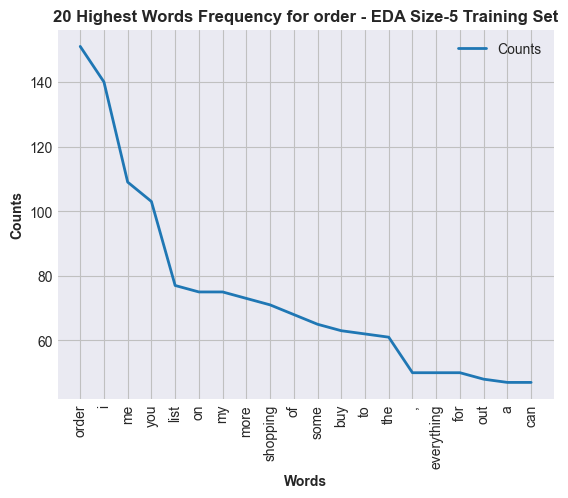 20 Highest Words Frequency for order - EDA Size-5 Training Set
Counts
140
120
100
80
60
Counts
order
i
me
you
list
on
my
more
shopping
of
some
buy
to
the
,
everything
for
out
a
can
Words